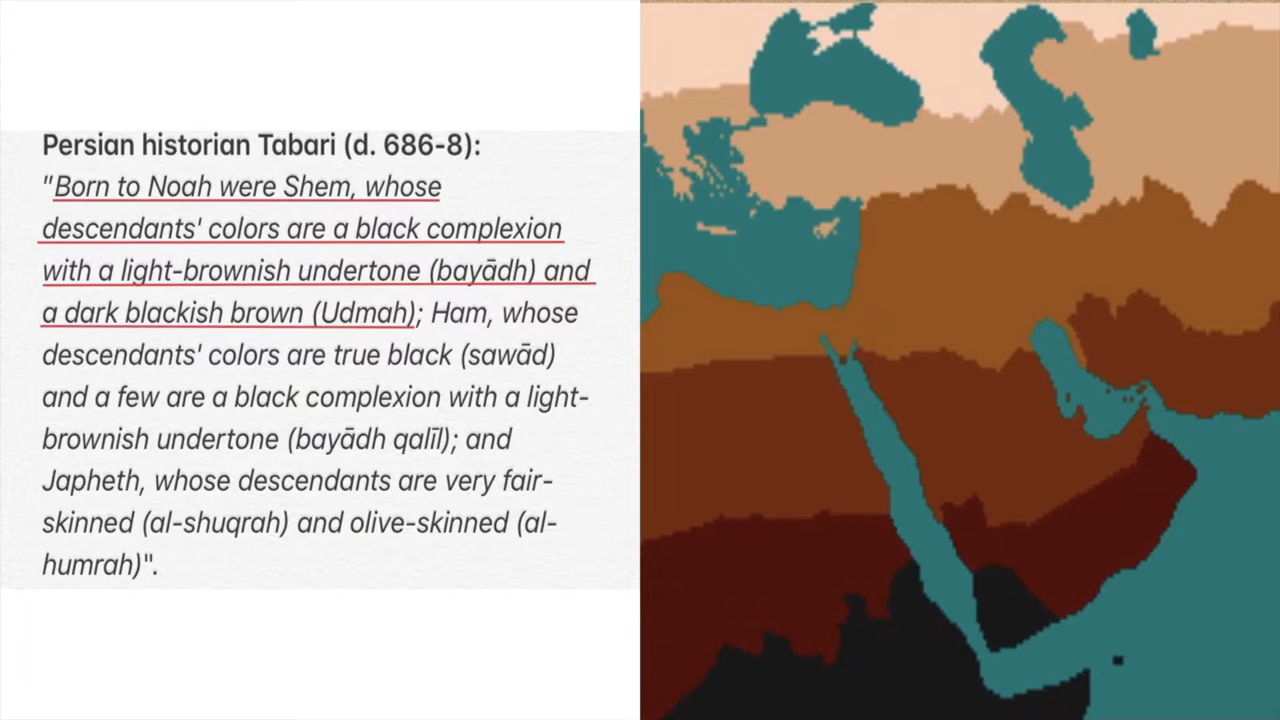 Persian historian Tabari (d. 686-8):
"Born to Noah were Shem, whose
descendants' colors are a black complexion
with a light-brownish undertone (bayādh) and
a dark blackish brown (Udmah); Ham, whose
descendants' colors are true black (sawād)
and a few are a black complexion with a light-
brownish undertone (bayādh qalīl); and
Japheth, whose descendants are very fair-
skinned (al-shuqrah) and olive-skinned (al-
humrah)".